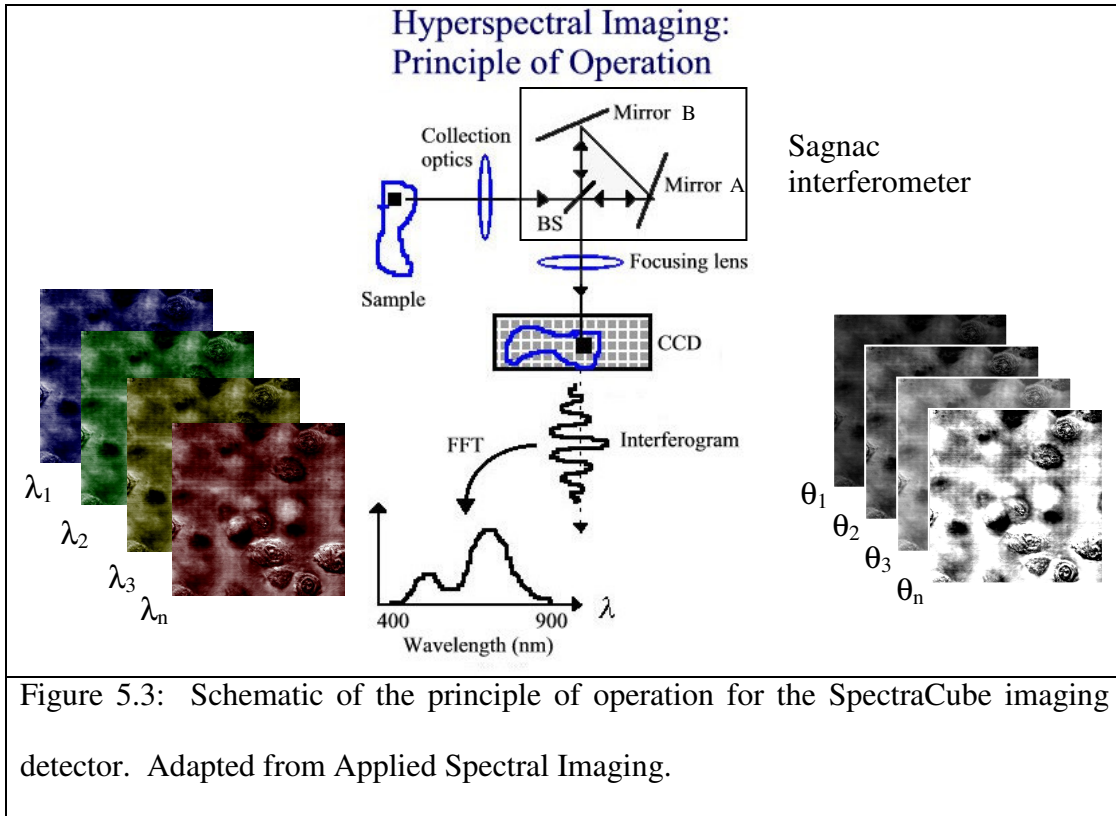 Hyperspectral Imaging:
Principle of Operation
Mirror B
Collection
optics
Sagnac
interferometer
Mirror A
BS
Focusing lens
Sample
CCD
FFT
Interferogram
λ1
λ2
λ3
λn
θ1
θ2
θ3
θn
400
900
λ
Wavelength (nm)
Figure 5.3: Schematic of the principle of operation for the SpectraCube imaging
detector. Adapted from Applied Spectral Imaging.